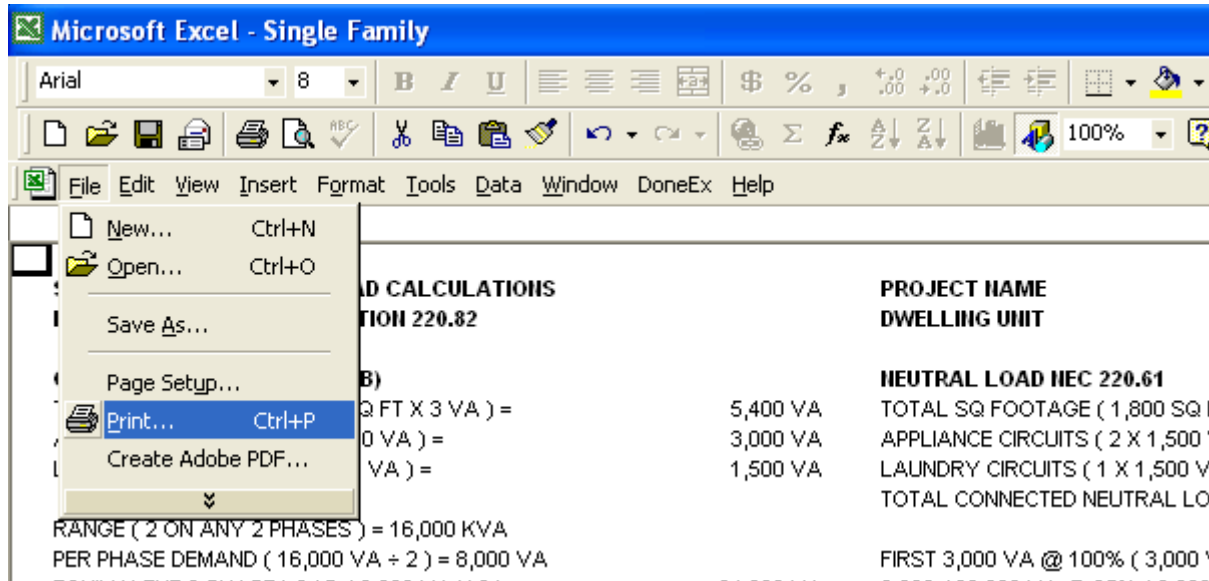 Microsoft Excel - Single Family
Arial 8 B I U $ % , .00 .00
ABC Σ fx A Z Z A 100% ?
File Edit View Insert Format Tools Data Window DoneEx Help
New... Ctrl+N
Open... Ctrl+O
Save As...
Page Setup...
Print... Ctrl+P
Create Adobe PDF...
D CALCULATIONS PROJECT NAME
TION 220.82 DWELLING UNIT
B) NEUTRAL LOAD NEC 220.61
FT X 3 VA ) = 5,400 VA TOTAL SQ FOOTAGE ( 1,800 SQ
0 VA ) = 3,000 VA APPLIANCE CIRCUITS ( 2 X 1,500
VA ) = 1,500 VA LAUNDRY CIRCUITS ( 1 X 1,500 V
TOTAL CONNECTED NEUTRAL LO
RANGE ( 2 ON ANY 2 PHASES ) = 16,000 KVA
PER PHASE DEMAND ( 16,000 VA ÷ 2 ) = 8,000 VA FIRST 3,000 VA @ 100% ( 3,000